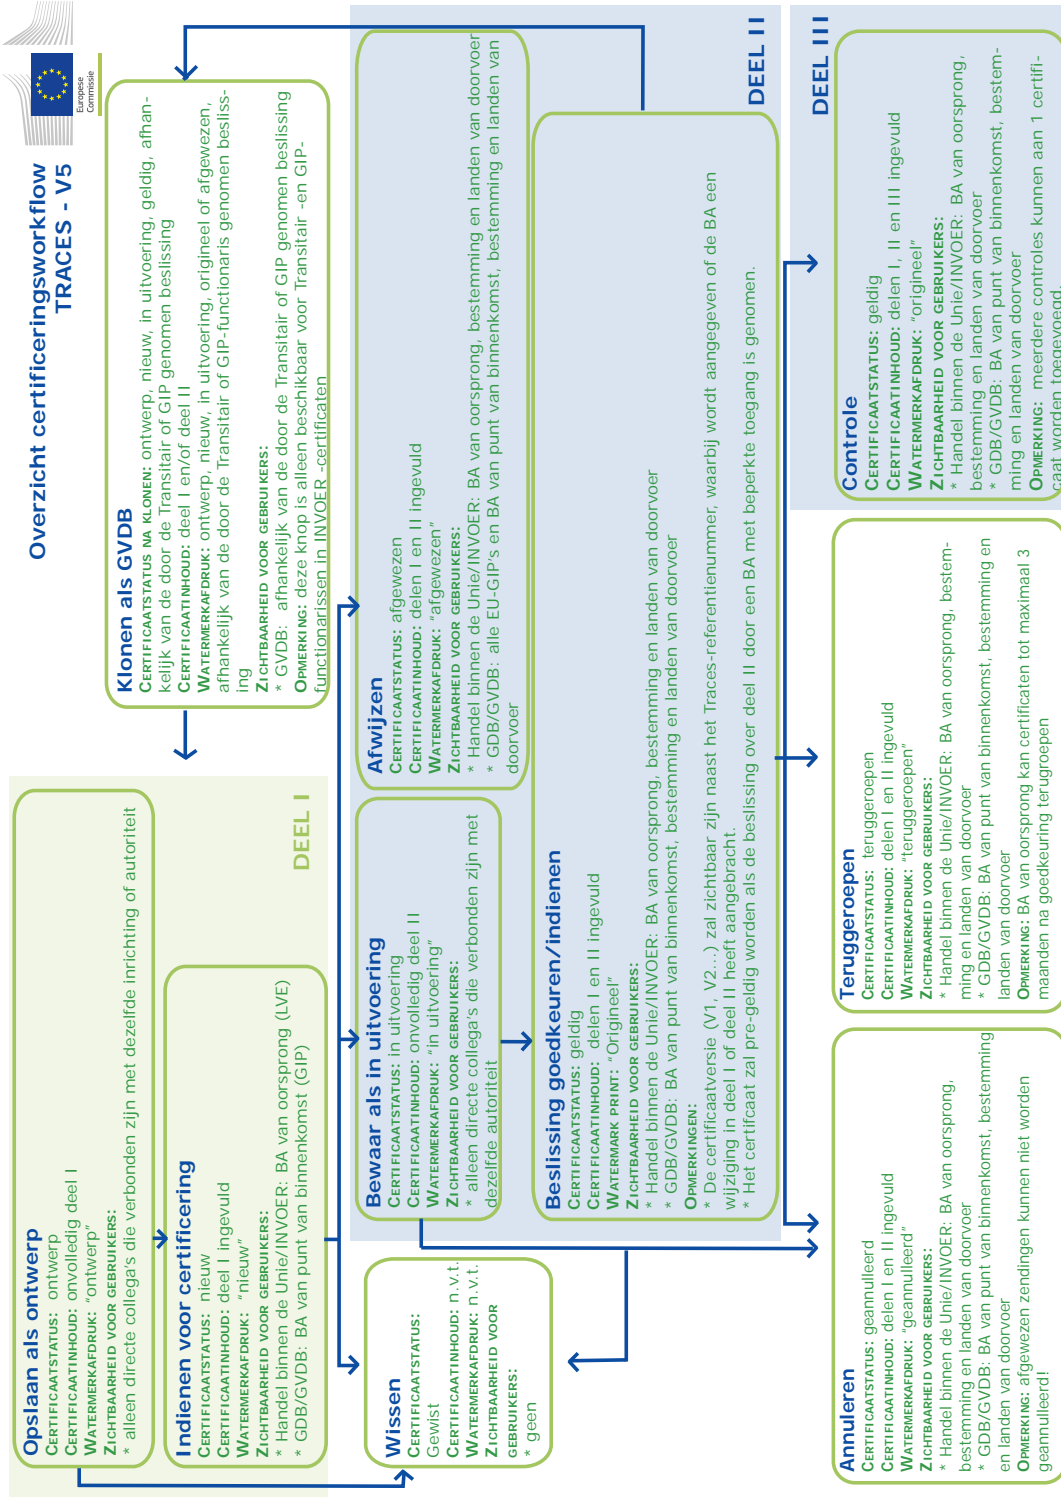 Europese
Commissie
Overzicht certificeringsworkflow
TRACES - V5
Opslaan als ontwerp
CERTIFICAATSTATUS: ontwerp
CERTIFICAATINHOUD: onvolledig deel I
WATERMERKAFDRUK: “ontwerp”
ZICHTBAARHEID VOOR GEBRUIKERS:
* alleen directe collega's die verbonden zijn met dezelfde inrichting of autoriteit
Indienen voor certificering
CERTIFICAATSTATUS: nieuw
CERTIFICAATINHOUD: deel I ingevuld
WATERMERKAFDRUK: “nieuw”
ZICHTBAARHEID VOOR GEBRUIKERS:
* Handel binnen de Unie/INVOER: BA van oorsprong (LVE)
* GDB/GVDB: BA van punt van binnenkomst (GIP)
DEEL I
Klonen als GVDB
CERTIFICAATSTATUS NA KLONEN: ontwerp, nieuw, in uitvoering, geldig, afhan-
kelijk van de door de Transitair of GIP genomen beslissing
CERTIFICAATINHOUD: deel I en/of deel II
WATERMERKAFDRUK: ontwerp, nieuw, in uitvoering, origineel of afgewezen,
afhankelijk van de door de Transitair of GIP-functionaris genomen besliss-
ing
ZICHTBAARHEID VOOR GEBRUIKERS:
* GVDB: afhankelijk van de door de Transitair of GIP genomen beslissing
OPMERKING: deze knop is alleen beschikbaar voor Transitair -en GIP-
functionarissen in INVOER -certificaten
Wissen
CERTIFICAATSTATUS:
Gewist
CERTIFICAATINHOUD: n.v.t.
WATERMERKAFDRUK: n.v.t.
ZICHTBAARHEID VOOR
GEBRUIKERS:
* geen
Bewaar als in uitvoering
CERTIFICAATSTATUS: in uitvoering
CERTIFICAATINHOUD: onvolledig deel II
WATERMERKAFDRUK: “in uitvoering”
ZICHTBAARHEID VOOR GEBRUIKERS:
* alleen directe collega's die verbonden zijn met
dezelfde autoriteit
Afwijzen
CERTIFICAATSTATUS: afgewezen
CERTIFICAATINHOUD: delen I en II ingevuld
WATERMERKAFDRUK: “afgewezen”
ZICHTBAARHEID VOOR GEBRUIKERS:
* Handel binnen de Unie/INVOER: BA van oorsprong, bestemming en landen van doorvoer
* GDB/GVDB: alle EU-GIP's en BA van punt van binnenkomst, bestemming en landen van
doorvoer
Beslissing goedkeuren/indienen
CERTIFICAATSTATUS: geldig
CERTIFICAATINHOUD: delen I en II ingevuld
WATERMARK PRINT: “Origineel”
ZICHTBAARHEID VOOR GEBRUIKERS:
* Handel binnen de Unie/INVOER: BA van oorsprong, bestemming en landen van doorvoer
* GDB/GVDB: BA van punt van binnenkomst, bestemming en landen van doorvoer
OPMERKINGEN:
* De certificaatversie (V1, V2...) zal zichtbaar zijn naast het Traces-referentienummer, waarbij wordt aangegeven of de BA een
wijziging in deel I of deel II heeft aangebracht.
* Het certifcaat zal pre-geldig worden als de beslissing over deel II door een BA met beperkte toegang is genomen.
DEEL II
Annuleren
CERTIFICAATSTATUS: geannulleerd
CERTIFICAATINHOUD: delen I en II ingevuld
WATERMERKAFDRUK: “geannulleerd”
ZICHTBAARHEID VOOR GEBRUIKERS:
* Handel binnen de Unie/INVOER: BA van oorsprong,
bestemming en landen van doorvoer
* GDB/GVDB: BA van punt van binnenkomst, bestemming
en landen van doorvoer
OPMERKING: afgewezen zendingen kunnen niet worden
geannulleerd!
Teruggeroepen
CERTIFICAATSTATUS: teruggeroepen
CERTIFICAATINHOUD: delen I en II ingevuld
WATERMERKAFDRUK: “teruggeroepen”
ZICHTBAARHEID VOOR GEBRUIKERS:
* Handel binnen de Unie/INVOER: BA van oorsprong, bestem-
ming en landen van doorvoer
* GDB/GVDB: BA van punt van binnenkomst, bestemming en
landen van doorvoer
OPMERKING: BA van oorsprong kan certificaten tot maximaal 3
maanden na goedkeuring terugroepen
DEEL III
Controle
CERTIFICAATSTATUS: geldig
CERTIFICAATINHOUD: delen I, II en III ingevuld
WATERMERKAFDRUK: “origineel”
ZICHTBAARHEID VOOR GEBRUIKERS:
* Handel binnen de Unie/INVOER: BA van oorsprong,
bestemming en landen van doorvoer
* GDB/GVDB: BA van punt van binnenkomst, bestem-
ming en landen van doorvoer
OPMERKING: meerdere controles kunnen aan 1 certifi-
caat worden toegevoegd.